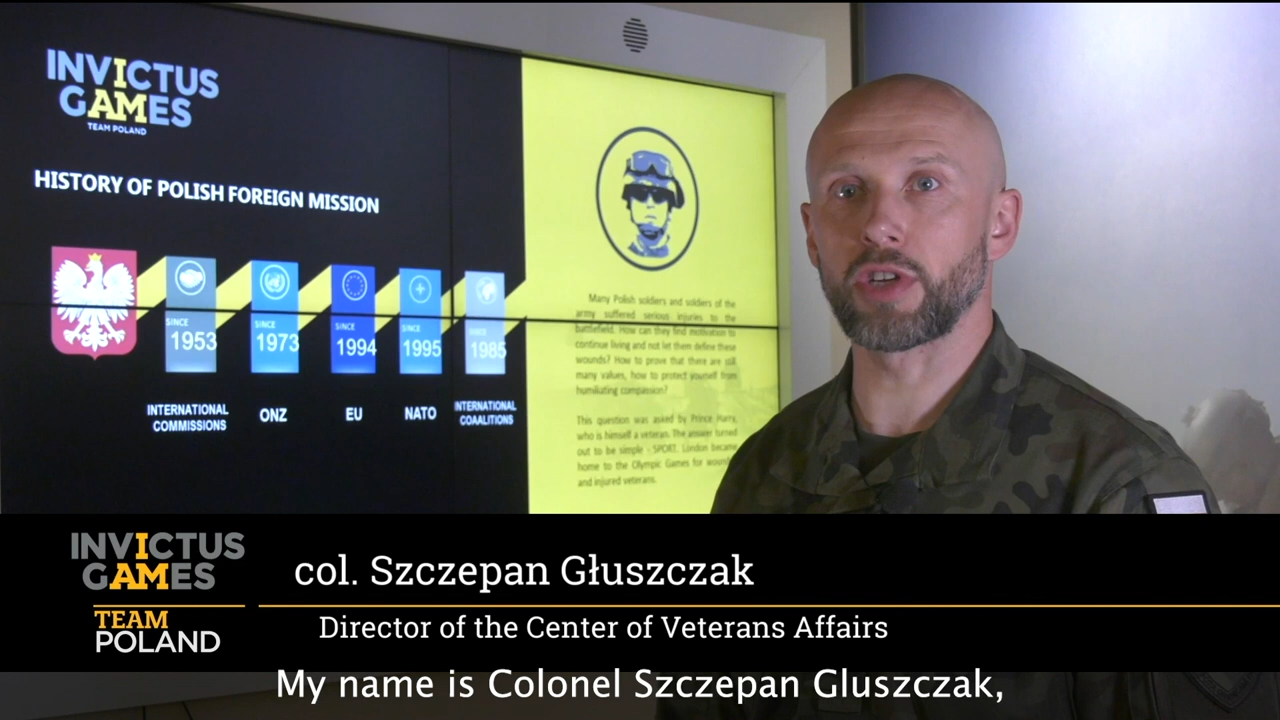 INVICTUS
GAMES
TEAM POLAND
HISTORY OF POLISH FOREIGN MISSION
SINCE
1953
SINCE
1973
SINCE
1994
SINCE
1995
SINCE
1985
INTERNATIONAL
COMMISSIONS
ONZ
EU
NATO
INTERNATIONAL
COAALITIONS
Many Polish soldiers and soldiers of the
army suffered serious injuries to the
battlefield. How can they find motivation to
continue living and not let them define these
wounds? How to prove that there are still
many values, how to protect yourself from
humiliating compassion?
This question was asked by Prince Harry,
who is himself a veteran. The answer turned
out to be simple - SPORT. London became
home to the Olympic Games for wounded
and injured veterans.
INVICTUS
GAMES
TEAM
POLAND
col. Szczepan Głuszczak
Director of the Center of Veterans Affairs
My name is Colonel Szczepan Gluszczak,